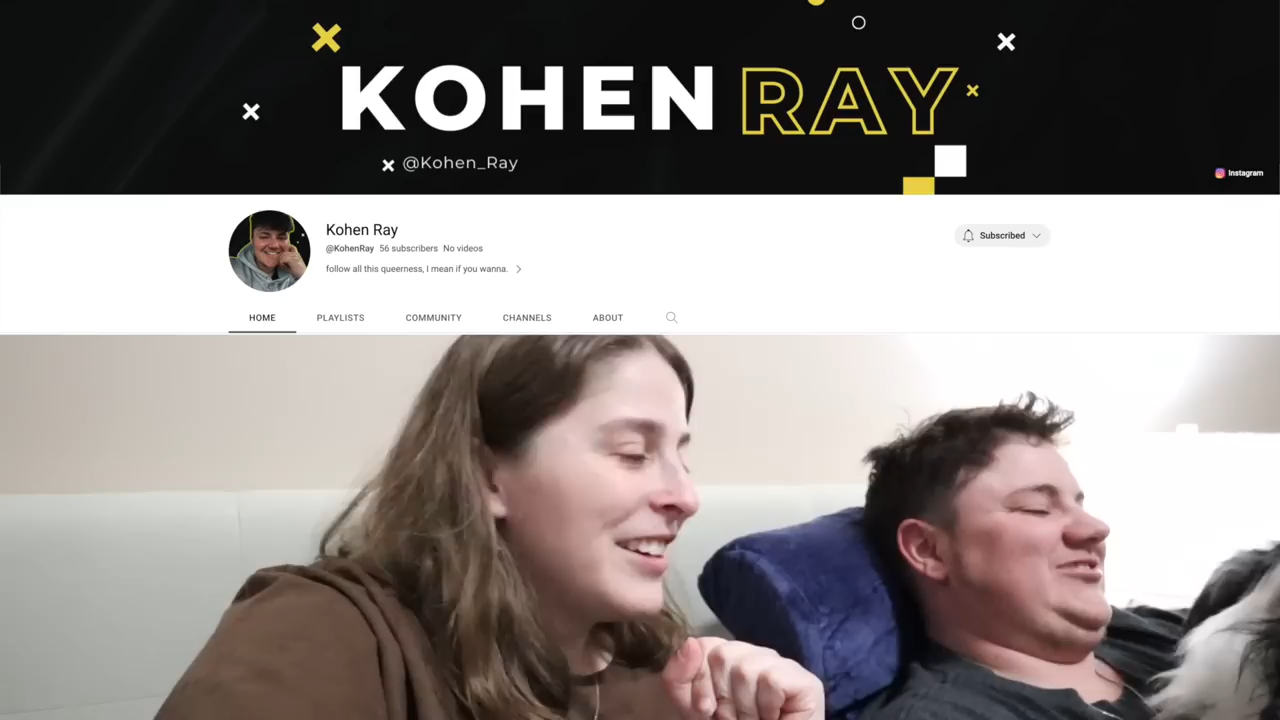 KOHEN RAY
@Kohen_Ray
Instagram
Kohen Ray
@KohenRay 56 subscribers No videos
Subscribed
follow all this queerness, I mean if you wanna.
HOME PLAYLISTS COMMUNITY CHANNELS ABOUT